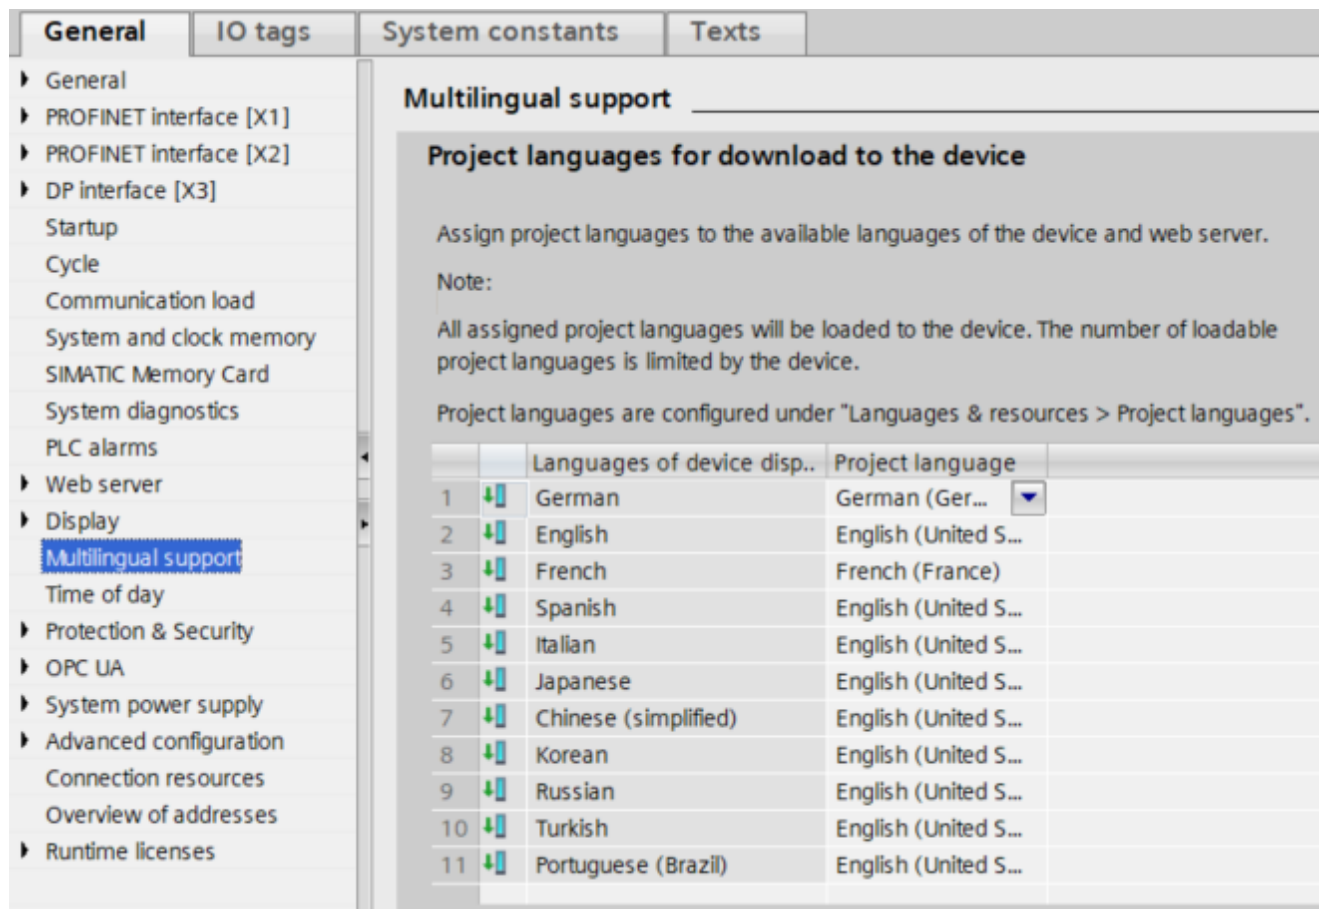 General IO tags System constants Texts
General
PROFINET interface [X1]
PROFINET interface [X2]
DP interface [X3]
Startup
Cycle
Communication load
System and clock memory
SIMATIC Memory Card
System diagnostics
PLC alarms
Web server
Display
Multilingual support
Time of day
Protection & Security
OPC UA
System power supply
Advanced configuration
Connection resources
Overview of addresses
Runtime licenses
Multilingual support
Project languages for download to the device
Assign project languages to the available languages of the device and web server.
Note:
All assigned project languages will be loaded to the device. The number of loadable
project languages is limited by the device.
Project languages are configured under "Languages & resources > Project languages".
Languages of device disp.. Project language
1 German German (Ger...
2 English English (United S...
3 French French (France)
4 Spanish English (United S...
5 Italian English (United S...
6 Japanese English (United S...
7 Chinese (simplified) English (United S...
8 Korean English (United S...
9 Russian English (United S...
10 Turkish English (United S...
11 Portuguese (Brazil) English (United S...